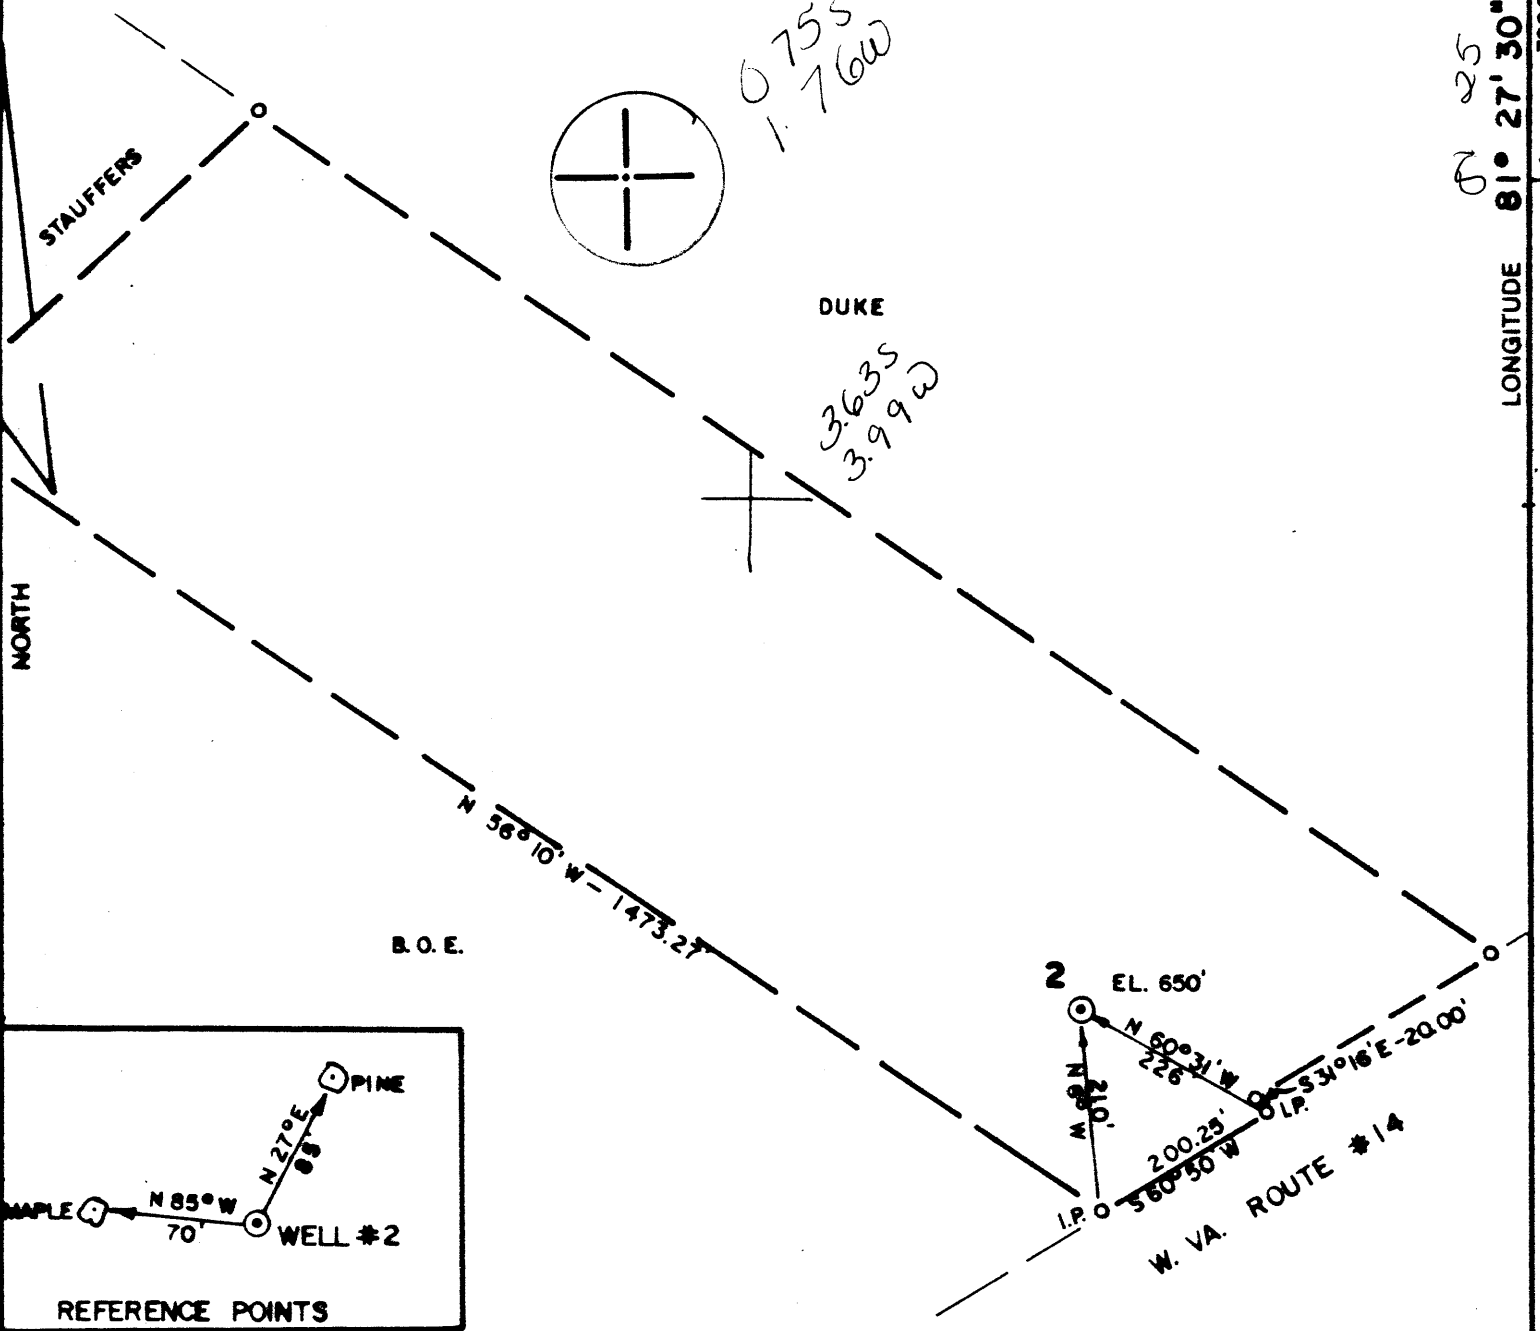 0 75S
1.76W
25
LONGITUDE 81° 27' 30"
STAUFFERS
DUKE
3.63S
3.99W
NORTH
N 56° 10' W - 1473.27'
B.O.E.
2
EL. 650'
N 60° 31' W
226'
S 31° 16' E - 20.00'
210'
N 6° W
I.P.
200.25'
S 60° 50' W
I.P.
W. VA. ROUTE #14
PINE
N 27° E
MAPLE
N 85° W
70'
WELL #2
REFERENCE POINTS